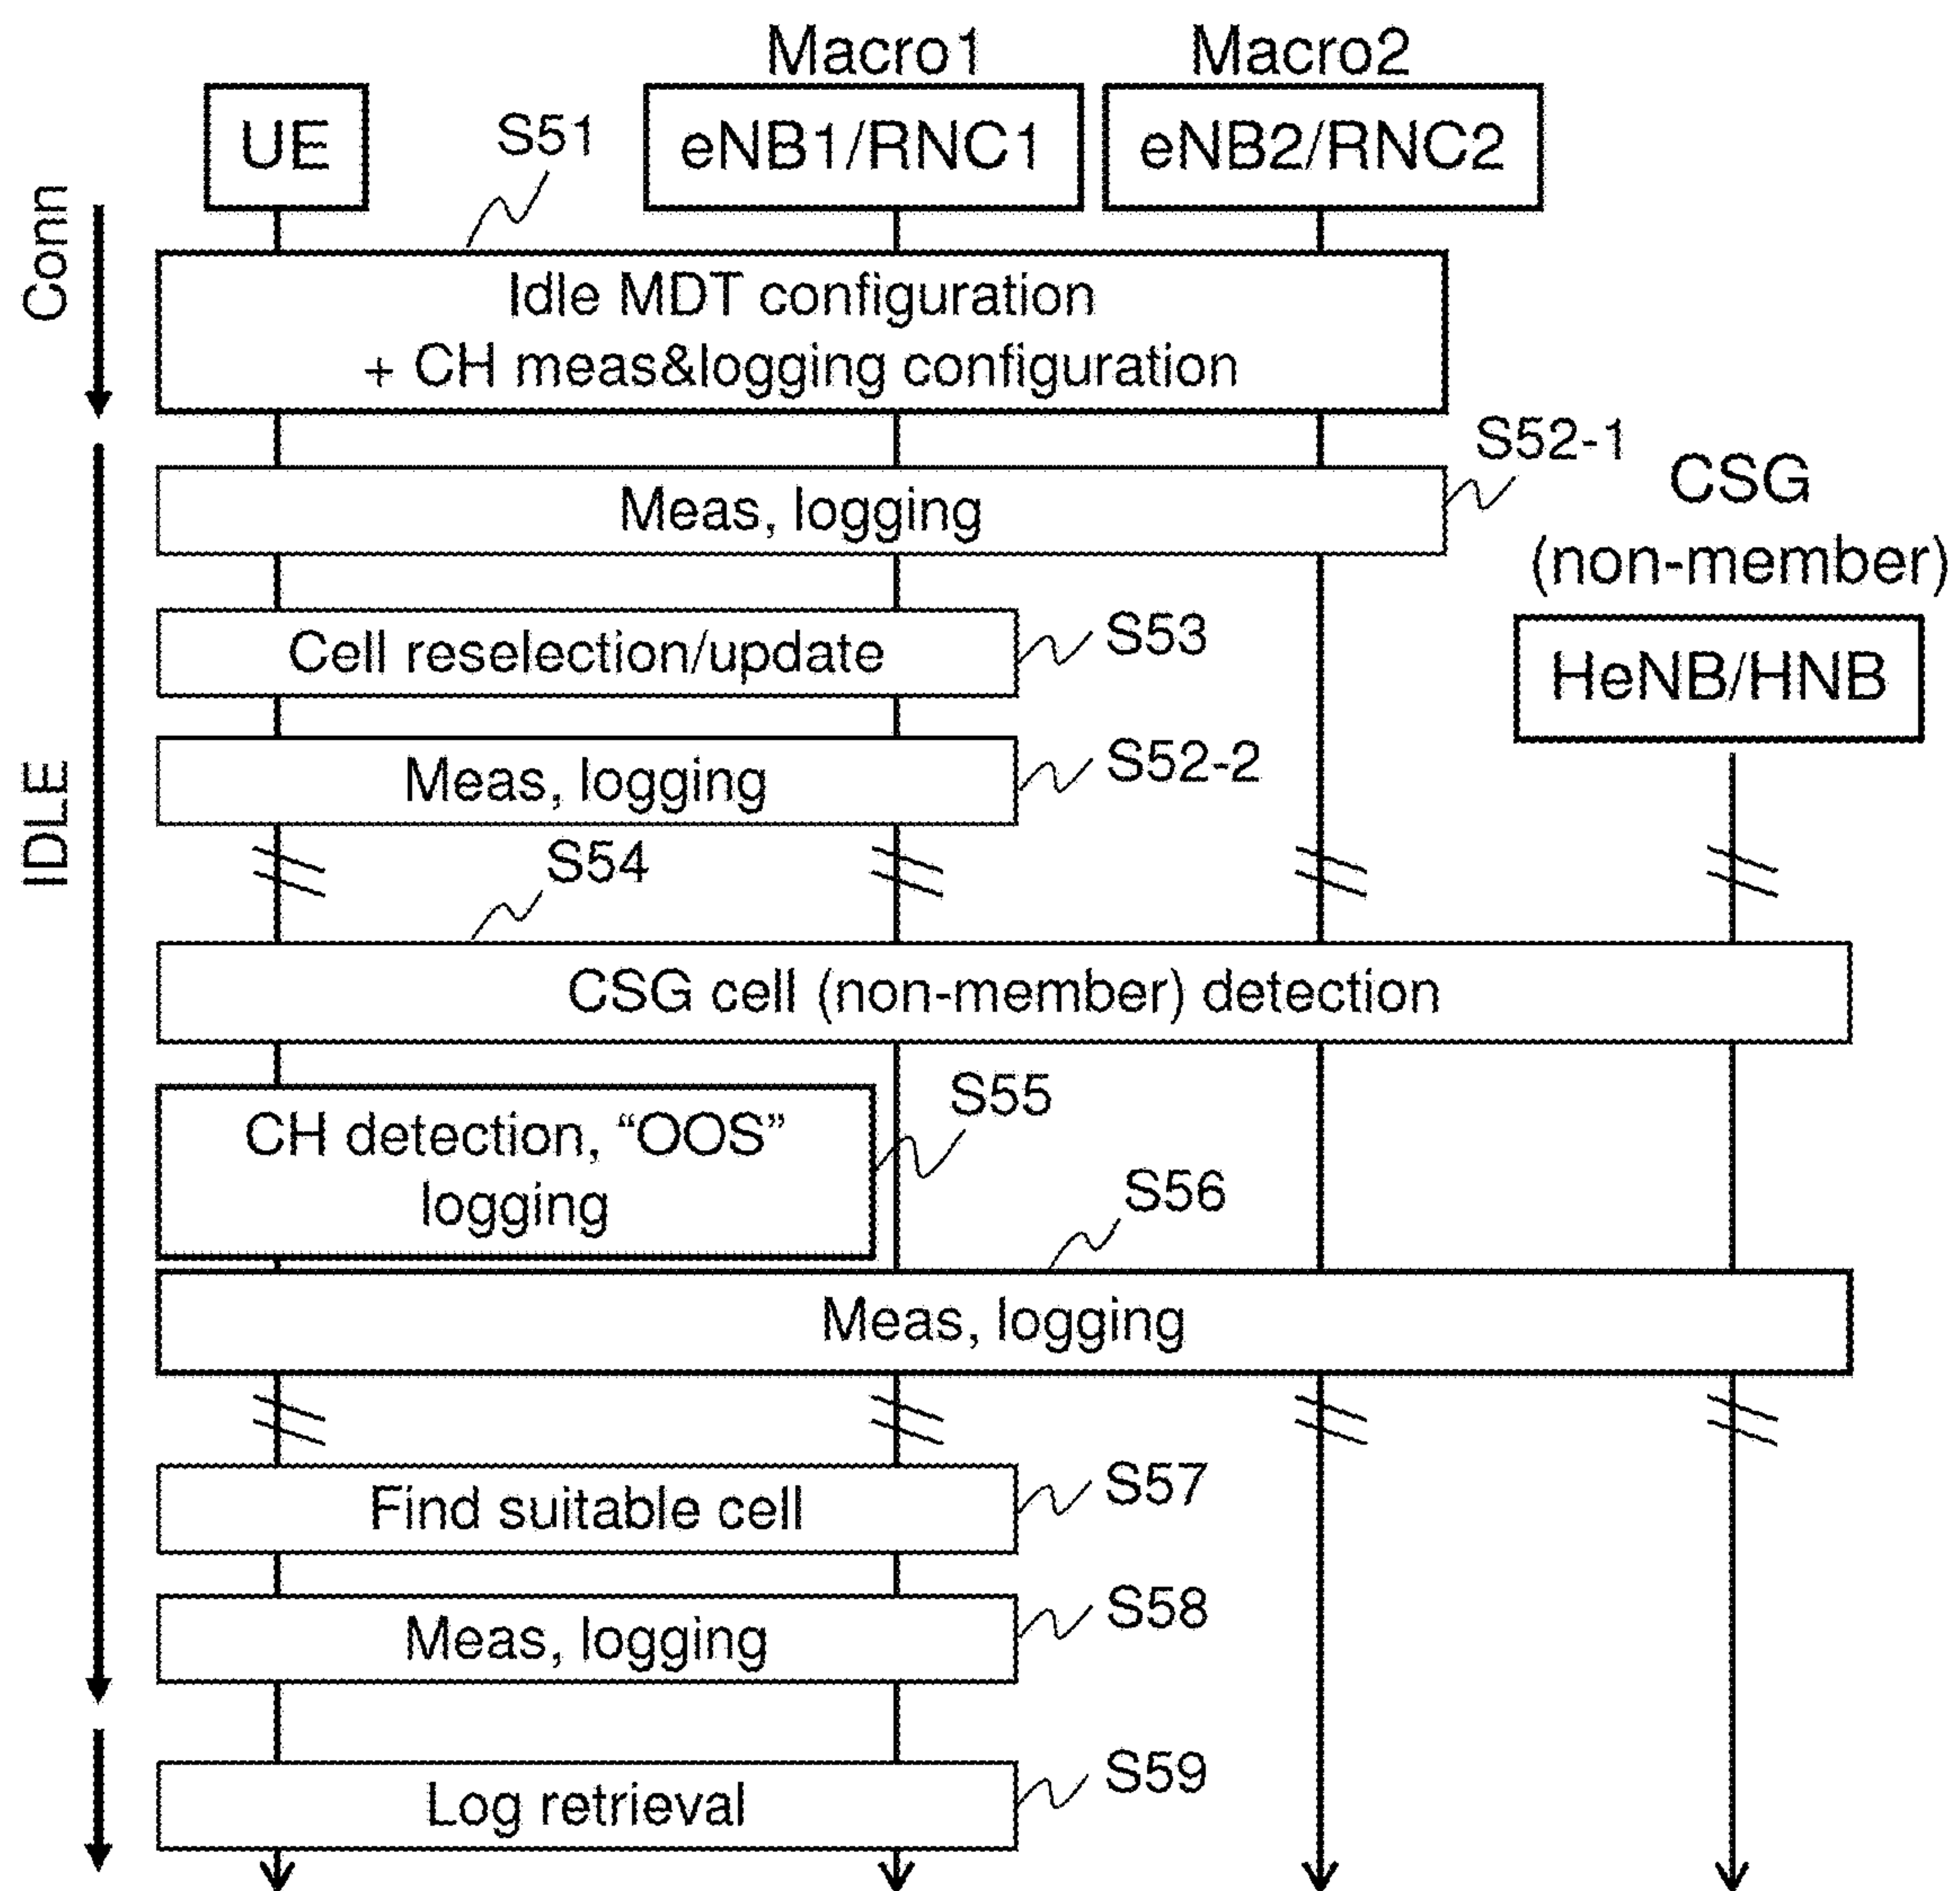 Macro1
Macro2
UE
S51
eNB1/RNC1
eNB2/RNC2
Conn
Idle MDT configuration
+ CH meas&logging configuration
S52-1
CSG
(non-member)
Meas, logging
Cell reselection/update
S53
HeNB/HNB
IDLE
Meas, logging
S52-2
S54
CSG cell (non-member) detection
S55
CH detection, “OOS”
logging
S56
Meas, logging
Find suitable cell
S57
Meas, logging
S58
Log retrieval
S59